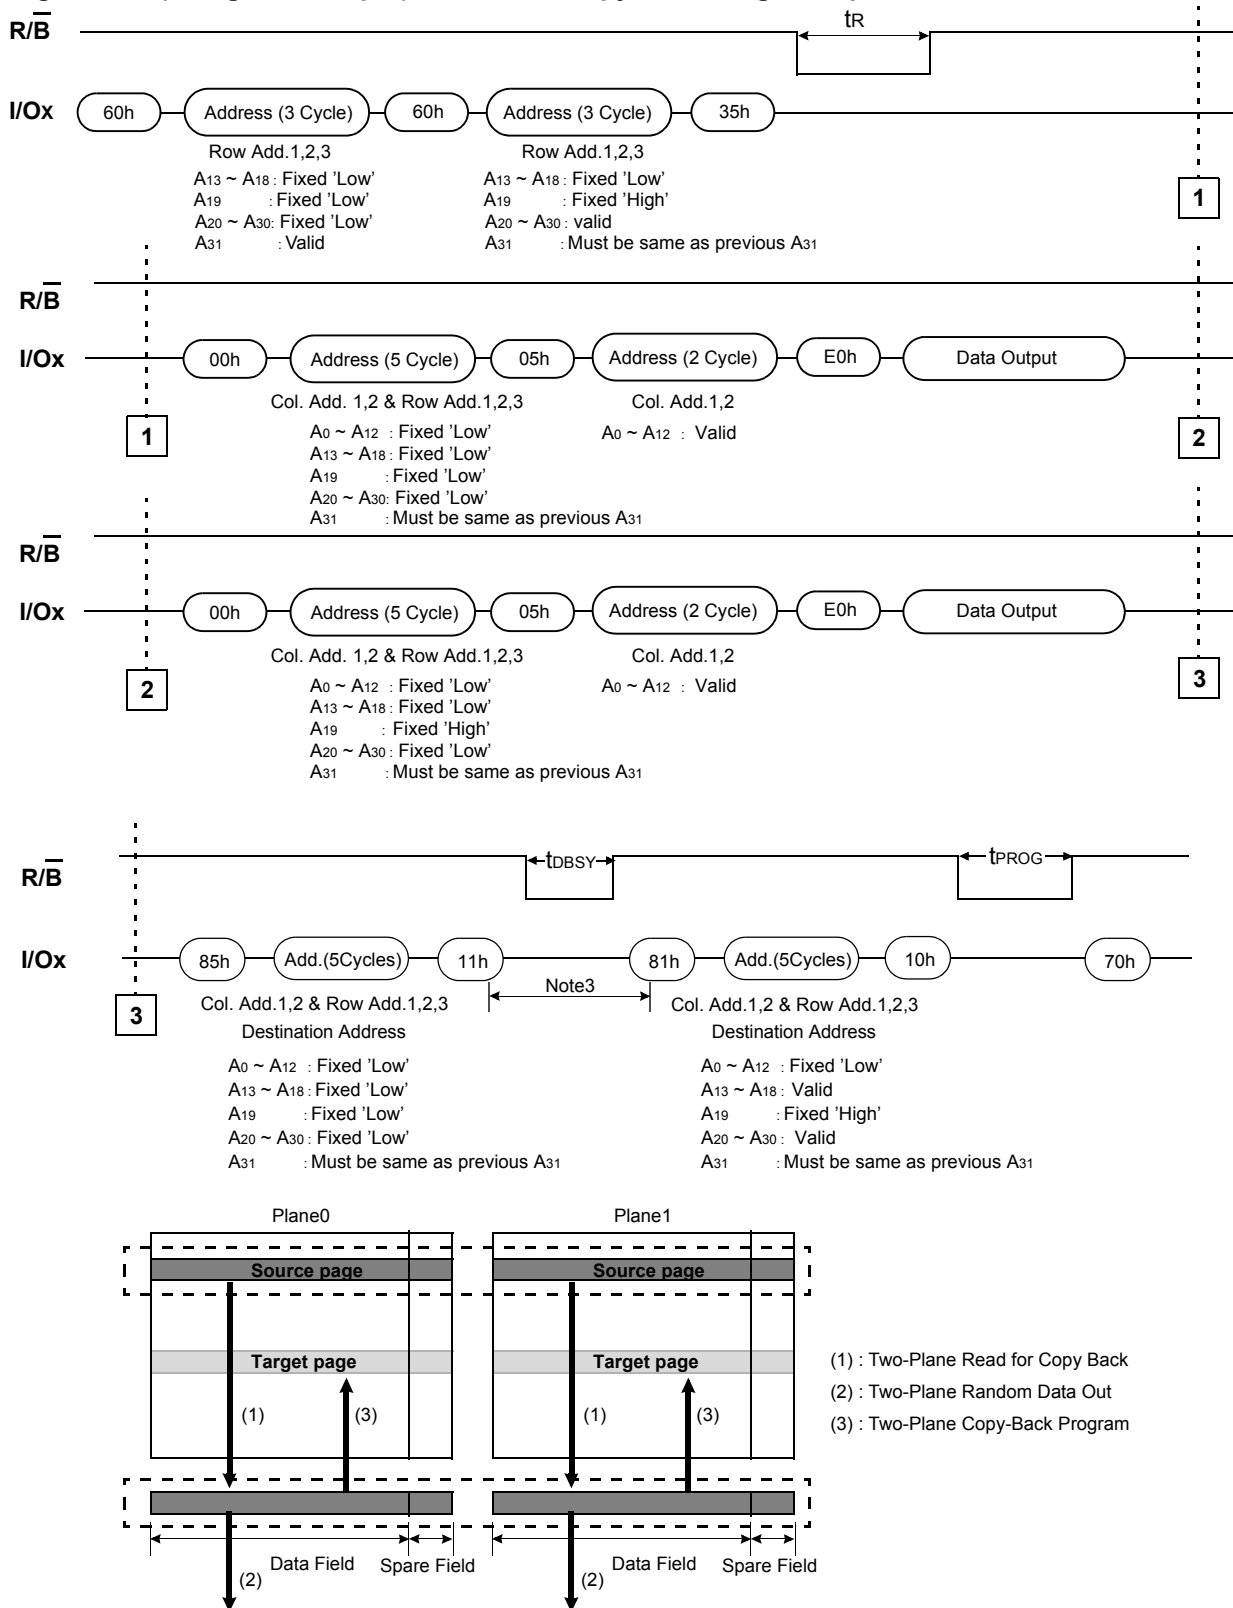 R/B tR
I/Ox 60h Address (3 Cycle) 60h Address (3 Cycle) 35h
Row Add.1,2,3 Row Add.1,2,3
A13 ~ A18 : Fixed 'Low' A13 ~ A18 : Fixed 'Low'
A19 : Fixed 'Low' A19 : Fixed 'High'
A20 ~ A30: Fixed 'Low' A20 ~ A30 : valid
A31 : Valid A31 : Must be same as previous A31
1
R/B
I/Ox 00h Address (5 Cycle) 05h Address (2 Cycle) E0h Data Output
Col. Add. 1,2 & Row Add.1,2,3 Col. Add.1,2
1 A0 ~ A12 : Fixed 'Low' A0 ~ A12 : Valid 2
A13 ~ A18 : Fixed 'Low'
A19 : Fixed 'Low'
A20 ~ A30: Fixed 'Low'
A31 : Must be same as previous A31
R/B
I/Ox 00h Address (5 Cycle) 05h Address (2 Cycle) E0h Data Output
Col. Add. 1,2 & Row Add.1,2,3 Col. Add.1,2
2 A0 ~ A12 : Fixed 'Low' A0 ~ A12 : Valid 3
A13 ~ A18 : Fixed 'Low'
A19 : Fixed 'High'
A20 ~ A30 : Fixed 'Low'
A31 : Must be same as previous A31
R/B tDBSY tPROG
I/Ox 85h Add.(5Cycles) 11h 81h Add.(5Cycles) 10h 70h
Note3
3 Col. Add.1,2 & Row Add.1,2,3 Col. Add.1,2 & Row Add.1,2,3
Destination Address Destination Address
A0 ~ A12 : Fixed 'Low' A0 ~ A12 : Fixed 'Low'
A13 ~ A18 : Fixed 'Low' A13 ~ A18 : Valid
A19 : Fixed 'Low' A19 : Fixed 'High'
A20 ~ A30 : Fixed 'Low' A20 ~ A30 : Valid
A31 : Must be same as previous A31 A31 : Must be same as previous A31
Plane0 Plane1
Source page Source page
Target page Target page
(1) : Two-Plane Read for Copy Back
(2) : Two-Plane Random Data Out
(3) : Two-Plane Copy-Back Program
(1) (3) (1) (3)
Data Field Spare Field Data Field Spare Field
(2) (2)